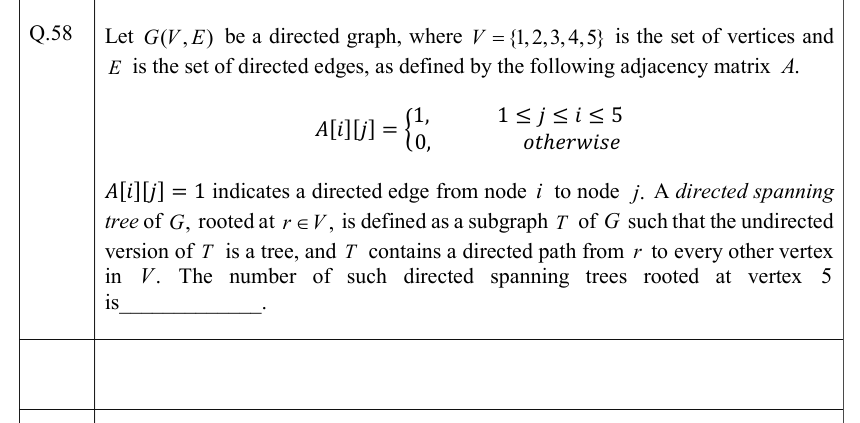 Q.58 Let G(V,E) be a directed graph, where V = {1,2,3,4,5} is the set of vertices and
E is the set of directed edges, as defined by the following adjacency matrix A.
A[i][j] = {1, 1 ≤ j ≤ i ≤ 5
0, otherwise
A[i][j] = 1 indicates a directed edge from node i to node j. A directed spanning
tree of G, rooted at r ∈ V, is defined as a subgraph T of G such that the undirected
version of T is a tree, and T contains a directed path from r to every other vertex
in V. The number of such directed spanning trees rooted at vertex 5
is______________.